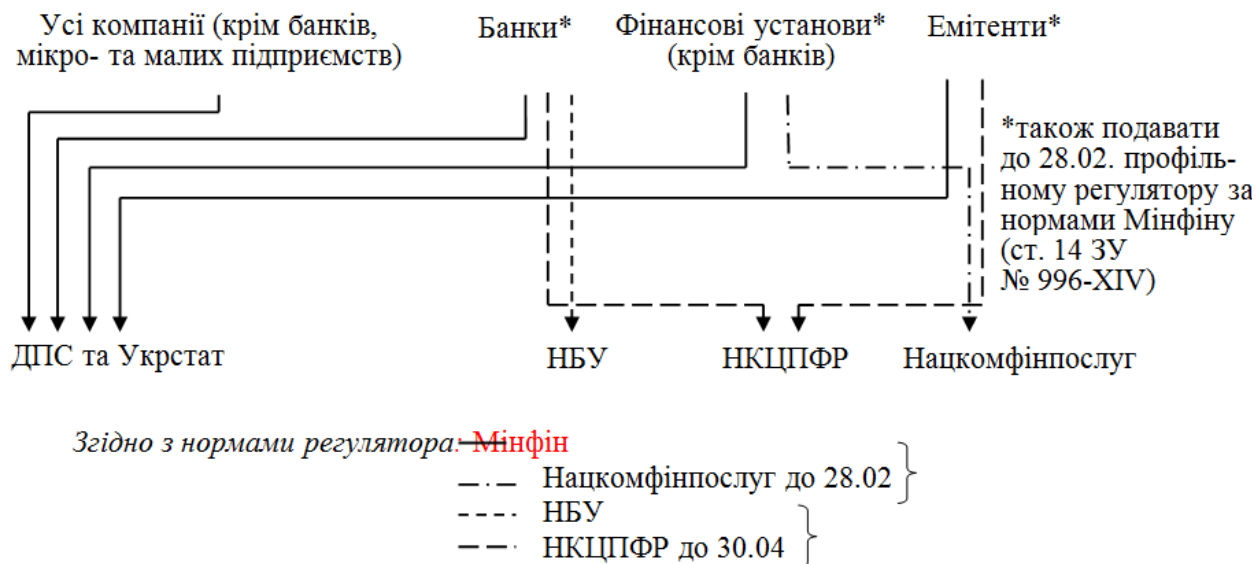 Усі компанії (крім банків,
мікро- та малих підприємств)
Банки*
Фінансові установи*
(крім банків)
Емітенти*
*також подавати
до 28.02. профіль-
ному регулятору за
нормами Мінфіну
(ст. 14 ЗУ
№ 996-XIV)
ДПС та Укрстат
НБУ
НКЦПФР
Нацкомфінпослуг
Згідно з нормами регулятора: Мінфін
Нацкомфінпослуг до 28.02
НБУ
НКЦПФР до 30.04